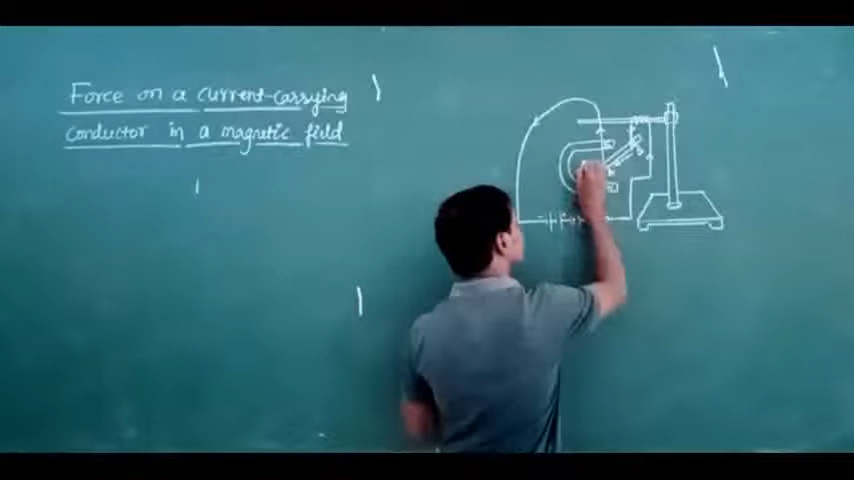 Force on a current-carrying
conductor in a magnetic field